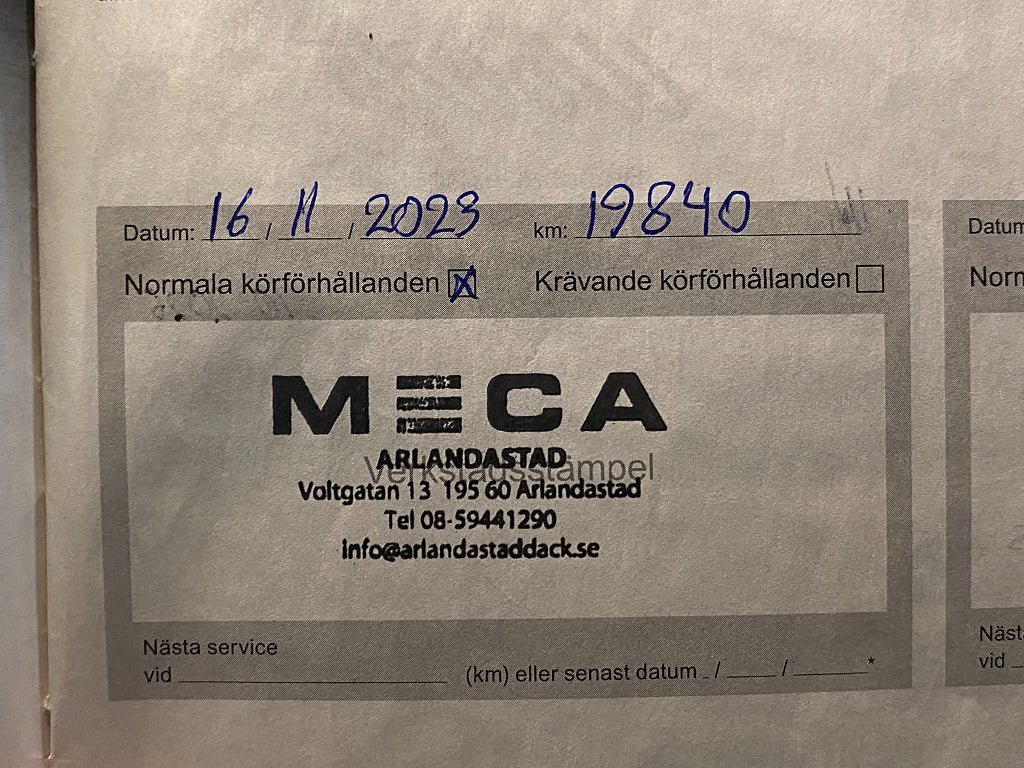 Datum: 16 / 11 / 2023 km: 19840
Normala körförhållanden Krävande körförhållanden
MECA
ARLANDASTAD
Verkstadsstämpel
Voltgatan 13 195 60 Arlandastad
Tel 08-59441290
info@arlandastaddack.se
Nästa service
vid (km) eller senast datum / / *
Datum
Norm
Näst
vid